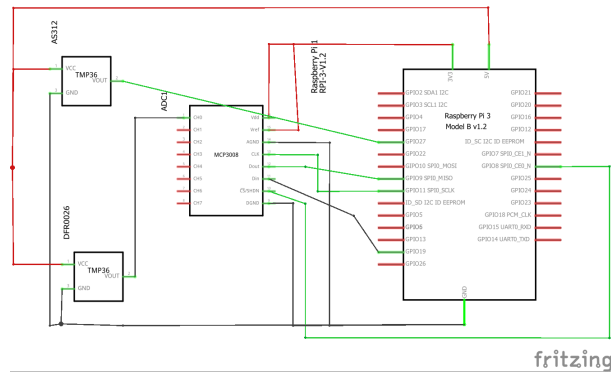 AS312
TMP36
VCC
GND
VOUT
1
2
3
ADC1
MCP3008
CH0
CH1
CH2
CH3
CH4
CH5
CH6
CH7
Vdd
Vref
AGND
CLK
Dout
Din
CS/SHDN
DGND
DFR0026
TMP36
VCC
GND
VOUT
Raspberry Pi 1
RPI-3-V1.2
3V3
5V
Raspberry Pi 3
Model B v1.2
GPIO2 SDA1 I2C
GPIO3 SCL1 I2C
GPIO4
GPIO17
GPIO27
GPIO22
GPIO10 SPI0_MOSI
GPIO9 SPI0_MISO
GPIO11 SPI0_SCLK
ID_SD I2C ID EEPROM
GPIO5
GPIO6
GPIO13
GPIO19
GPIO26
GPIO21
GPIO20
GPIO16
GPIO12
ID_SC I2C ID EEPROM
GPIO7 SPI0_CE1_N
GPIO8 SPI0_CE0_N
GPIO25
GPIO24
GPIO23
GPIO18 PCM_CLK
GPIO15 UART0_RXD
GPIO14 UART0_TXD
GND
fritzing